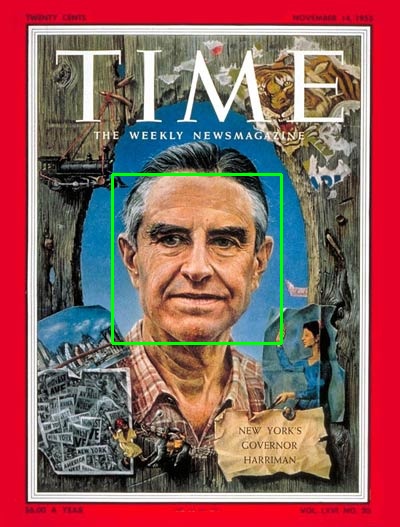 TWENTY CENTS
NOVEMBER 14, 1955
TIME
THE WEEKLY NEWSMAGAZINE
NEW YORK'S
GOVERNOR
HARRIMAN
$6.00 A YEAR
VOL. LXVI NO. 20